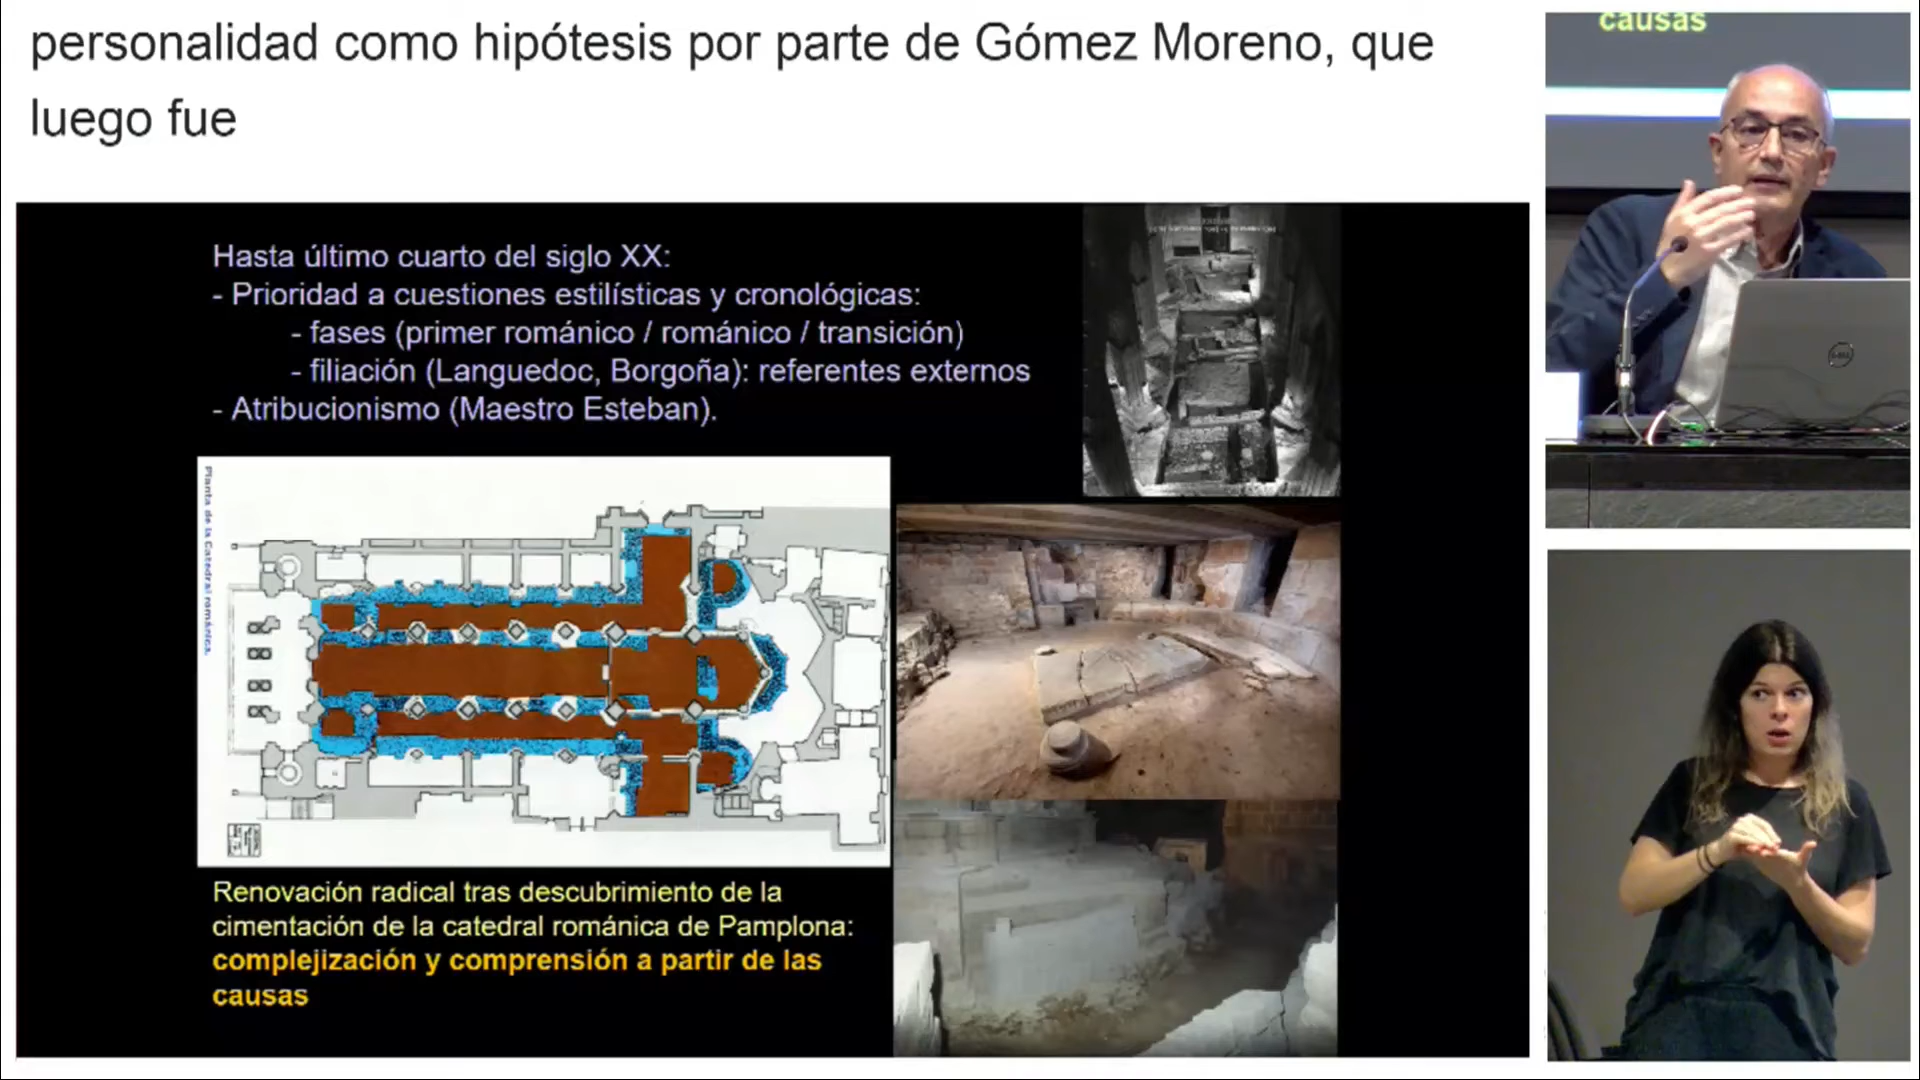 personalidad como hipótesis por parte de Gómez Moreno, que
luego fue
causas
Hasta último cuarto del siglo XX:
- Prioridad a cuestiones estilísticas y cronológicas:
- fases (primer románico / románico / transición)
- filiación (Languedoc, Borgoña): referentes externos
- Atribucionismo (Maestro Esteban).
Planta de la Catedral románica.
Renovación radical tras descubrimiento de la
cimentación de la catedral románica de Pamplona:
complejización y comprensión a partir de las
causas
DELL